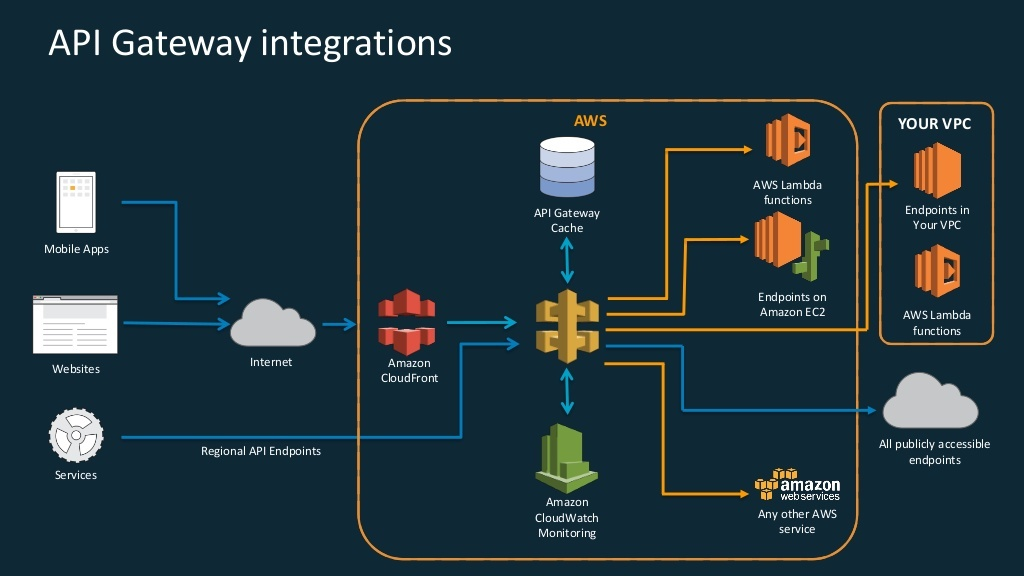 API Gateway integrations
AWS
YOUR VPC
Mobile Apps
Websites
Services
Internet
Regional API Endpoints
Amazon
CloudFront
API Gateway
Cache
Amazon
CloudWatch
Monitoring
AWS Lambda
functions
Endpoints on
Amazon EC2
amazon
webservices
Any other AWS
service
Endpoints in
Your VPC
AWS Lambda
functions
All publicly accessible
endpoints